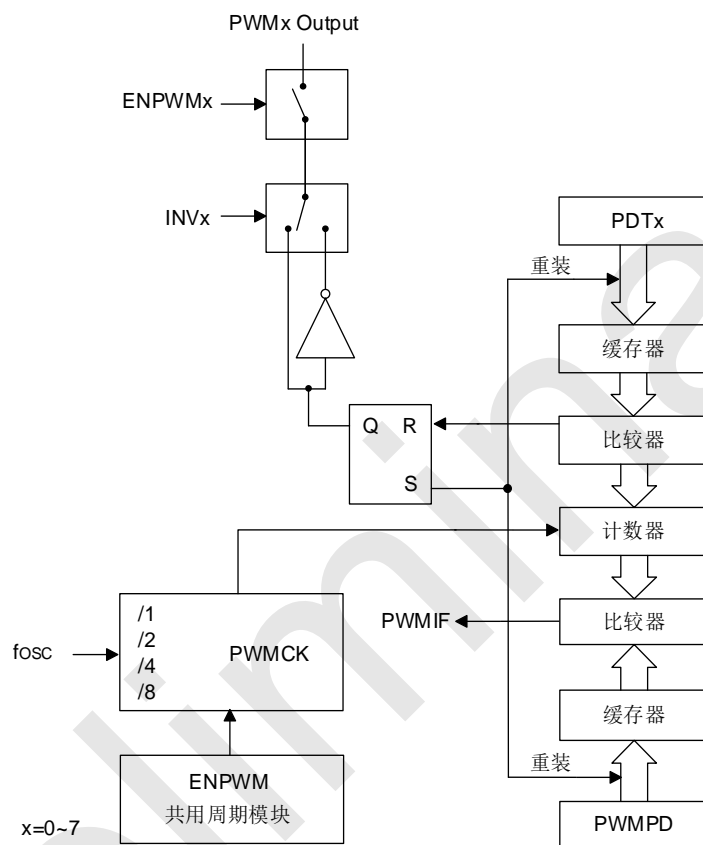 PWMx Output
ENPWMx
INVx
PDTx
重装
缓存器
Q R
S
比较器
计数器
/1
/2
/4
/8
PWMCK
fosc
PWMIF
比较器
缓存器
重装
ENPWM
共用周期模块
PWMPD
x=0~7